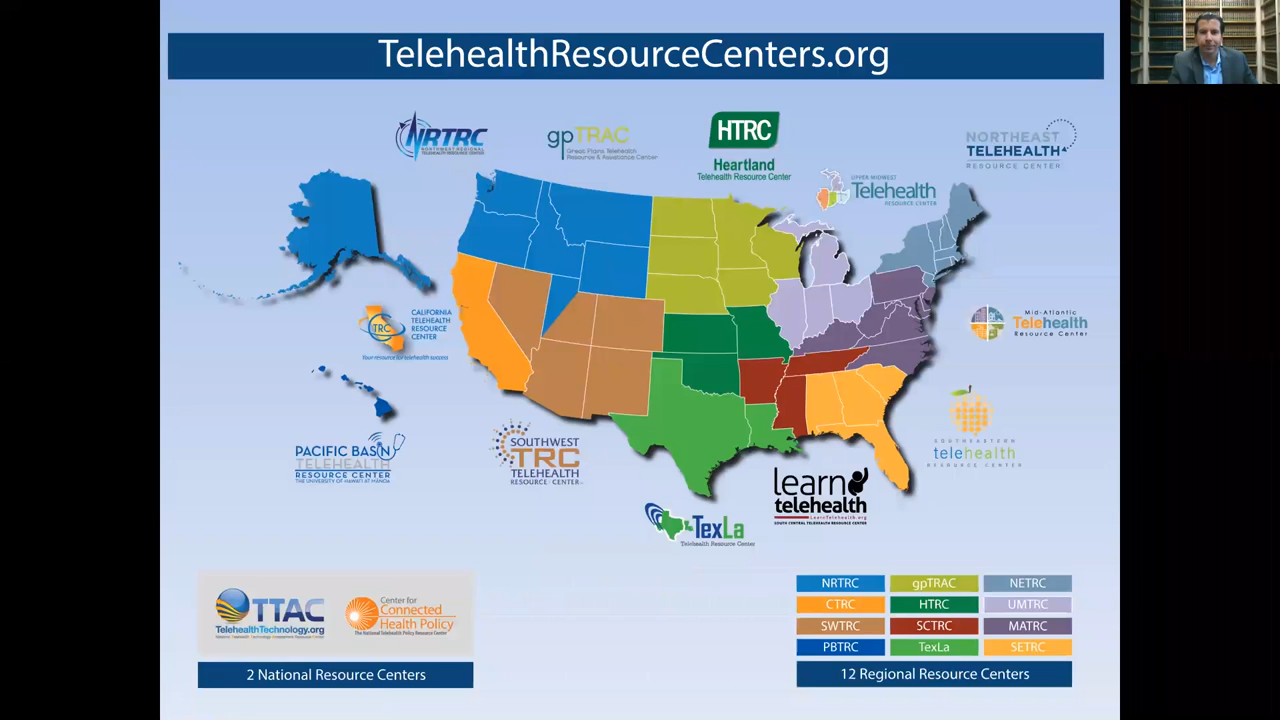 TelehealthResourceCenters.org
NRTRC
NORTHWEST REGIONAL
TELEHEALTH RESOURCE CENTER
gpTRAC
Great Plains Telehealth
Resource & Assistance Center
HTRC
Heartland
Telehealth Resource Center
UPPER MIDWEST
Telehealth
RESOURCE CENTER
NORTHEAST
TELEHEALTH
RESOURCE CENTER
TRC
CALIFORNIA
TELEHEALTH
RESOURCE
CENTER
Your resource for telehealth success
Mid-Atlantic
Telehealth
Resource Center
PACIFIC BASIN
TELEHEALTH
RESOURCE CENTER
THE UNIVERSITY OF HAWAI'I AT MĀNOA
SOUTHWEST
TRC
TELEHEALTH
RESOURCE CENTER
SOUTHEASTERN
telehealth
RESOURCE CENTER
learn
telehealth
LearnTelehealth.org
SOUTH CENTRAL TELEHEALTH RESOURCE CENTER
TexLa
Telehealth Resource Center
TTAC
TelehealthTechnology.org
Center for
Connected
Health Policy
The National Telehealth Policy Resource Center
2 National Resource Centers
NRTRC gpTRAC NETRC
CTRC HTRC UMTRC
SWTRC SCTRC MATRC
PBTRC TexLa SETRC
12 Regional Resource Centers